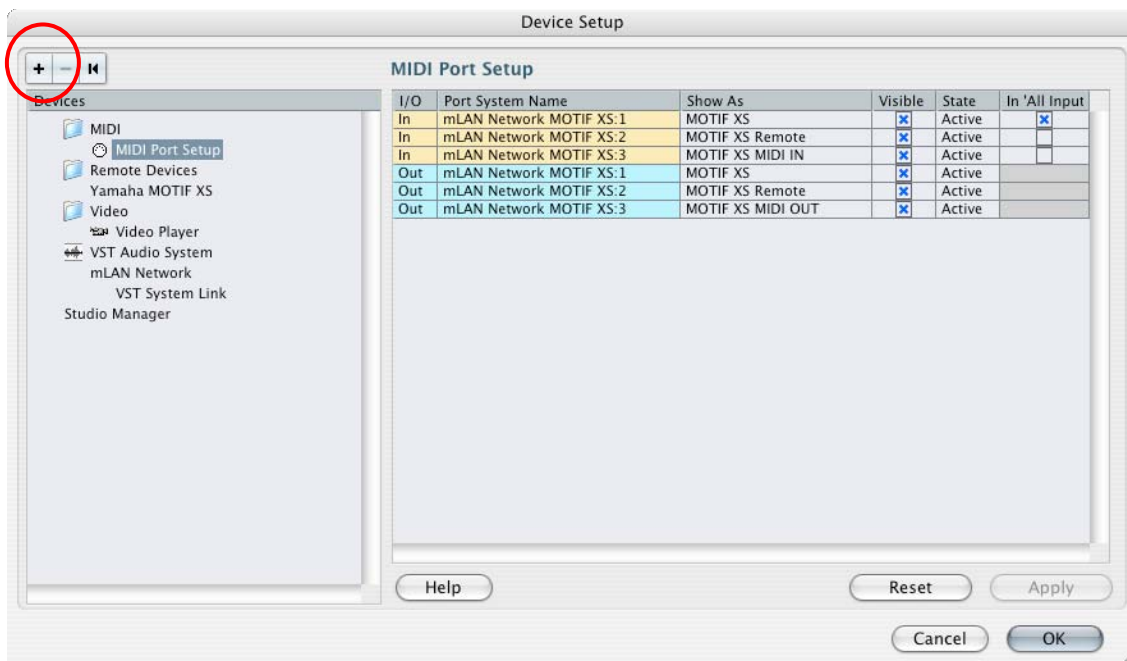 Device Setup
+ −
MIDI Port Setup
Devices
MIDI
MIDI Port Setup
Remote Devices
Yamaha MOTIF XS
Video
Video Player
VST Audio System
mLAN Network
VST System Link
Studio Manager
I/O Port System Name Show As Visible State In 'All Input
In mLAN Network MOTIF XS:1 MOTIF XS Active
In mLAN Network MOTIF XS:2 MOTIF XS Remote Active
In mLAN Network MOTIF XS:3 MOTIF XS MIDI IN Active
Out mLAN Network MOTIF XS:1 MOTIF XS Active
Out mLAN Network MOTIF XS:2 MOTIF XS Remote Active
Out mLAN Network MOTIF XS:3 MOTIF XS MIDI OUT Active
Help Reset Apply
Cancel OK